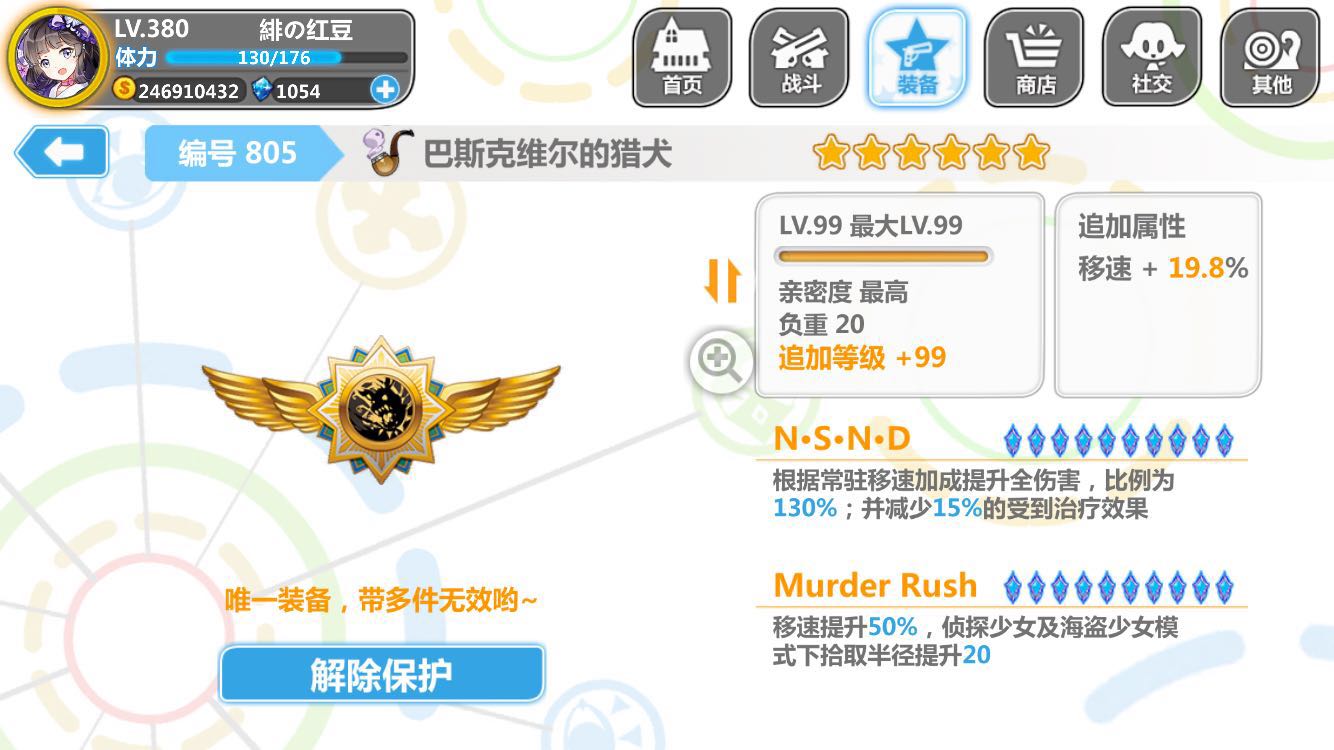 LV.380 緋の红豆
体力 130/176
246910432 1054
首页
战斗
装备
商店
社交
其他
编号 805
巴斯克维尔的猎犬
LV.99 最大LV.99
亲密度 最高
负重 20
追加等级 +99
追加属性
移速 + 19.8%
N•S•N•D
根据常驻移速加成提升全伤害，比例为
130%；并减少15%的受到治疗效果
Murder Rush
移速提升50%，侦探少女及海盗少女模
式下拾取半径提升20
唯一装备，带多件无效哟~
解除保护